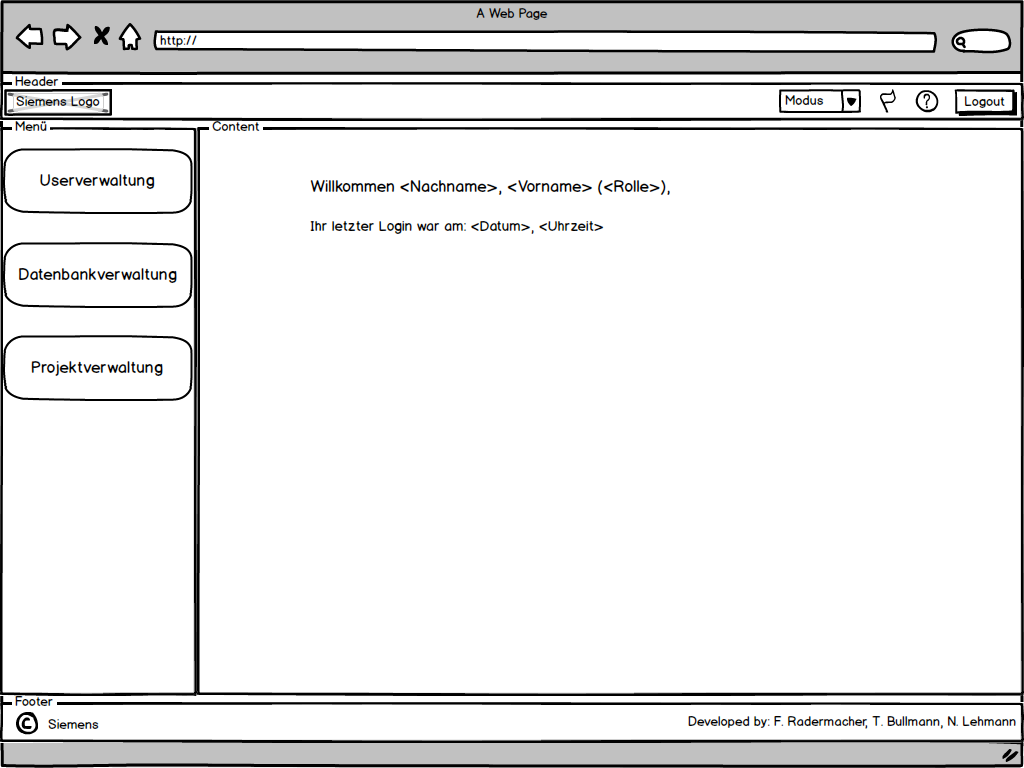 A Web Page
http://
Header
Siemens Logo
Modus
?
Logout
Menü
Userverwaltung
Datenbankverwaltung
Projektverwaltung
Content
Willkommen <Nachname>, <Vorname> (<Rolle>),
Ihr letzter Login war am: <Datum>, <Uhrzeit>
Footer
© Siemens
Developed by: F. Radermacher, T. Bullmann, N. Lehmann